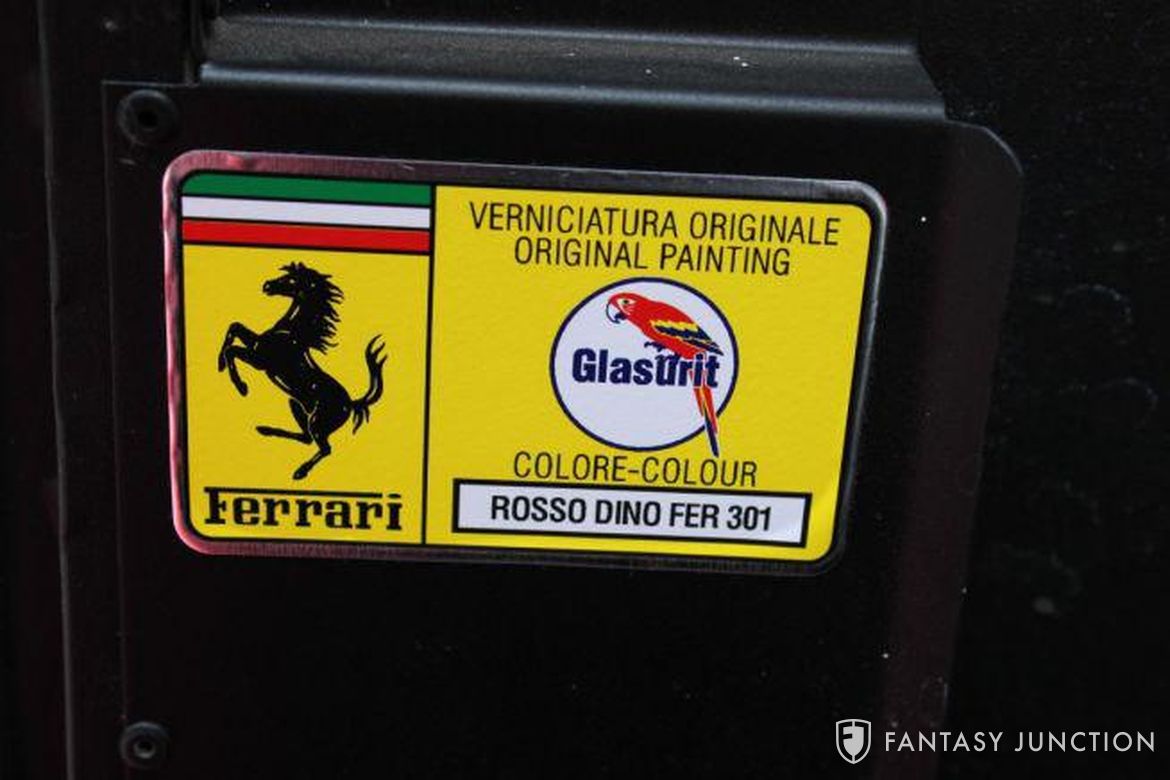 VERNICIATURA ORIGINALE
ORIGINAL PAINTING
Glasurit
COLORE-COLOUR
ROSSO DINO FER 301
Ferrari
FANTASY JUNCTION